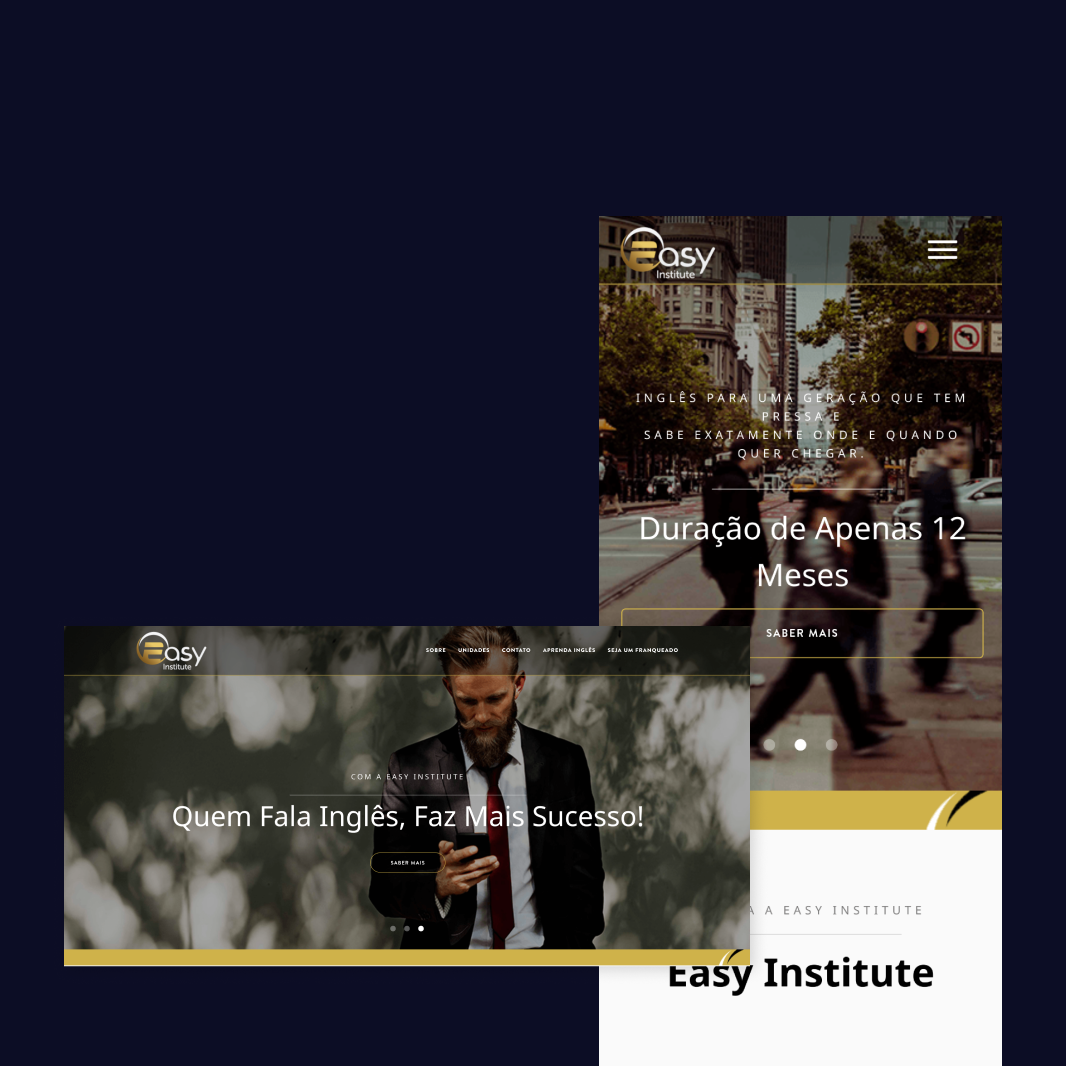 Easy
Institute
INGLÊS PARA UMA GERAÇÃO QUE TEM
PRESSA E
SABE EXATAMENTE ONDE E QUANDO
QUER CHEGAR.
Duração de Apenas 12
Meses
SABER MAIS
Easy
Institute
SOBRE UNIDADES CONTATO APRENDA INGLÊS SEJA UM FRANQUEADO
COM A EASY INSTITUTE
Quem Fala Inglês, Faz Mais Sucesso!
SABER MAIS
A EASY INSTITUTE
Easy Institute